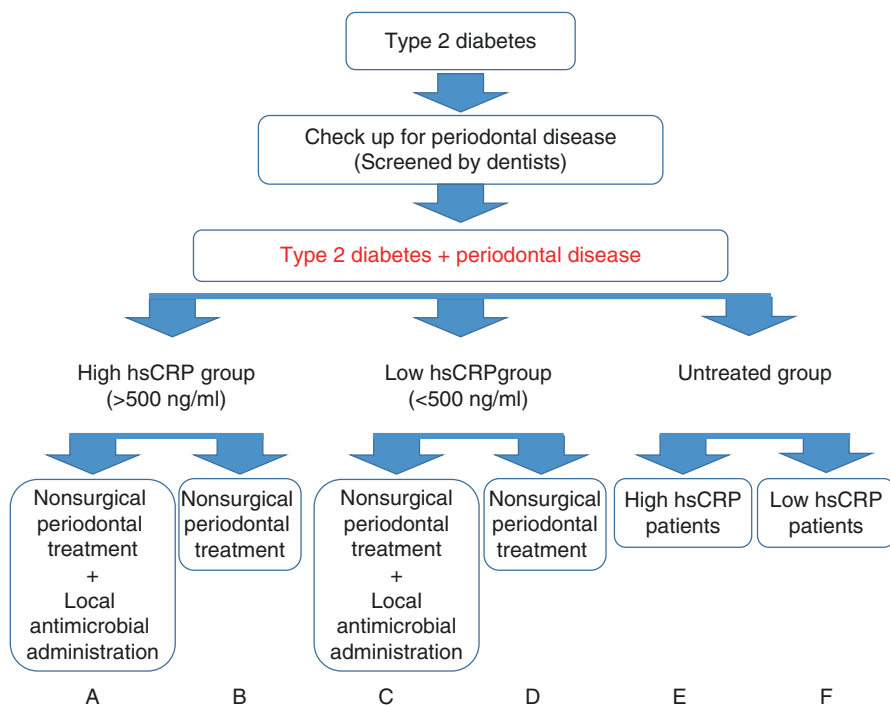 Type 2 diabetes
Check up for periodontal disease
(Screened by dentists)
Type 2 diabetes + periodontal disease
High hsCRP group
(>500 ng/ml)
Low hsCRPgroup
(<500 ng/ml)
Untreated group
Nonsurgical
periodontal
treatment
+
Local
antimicrobial
administration
Nonsurgical
periodontal
treatment
Nonsurgical
periodontal
treatment
+
Local
antimicrobial
administration
Nonsurgical
periodontal
treatment
High hsCRP
patients
Low hsCRP
patients
A B C D E F